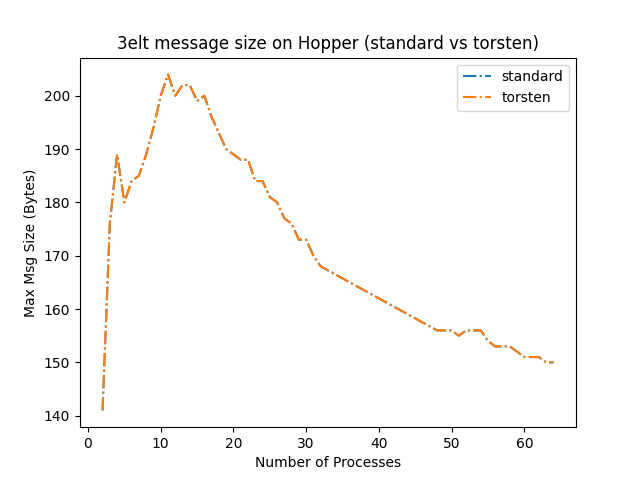 3elt message size on Hopper (standard vs torsten)
standard
torsten
200
190
180
170
160
150
140
Max Msg Size (Bytes)
0 10 20 30 40 50 60
Number of Processes